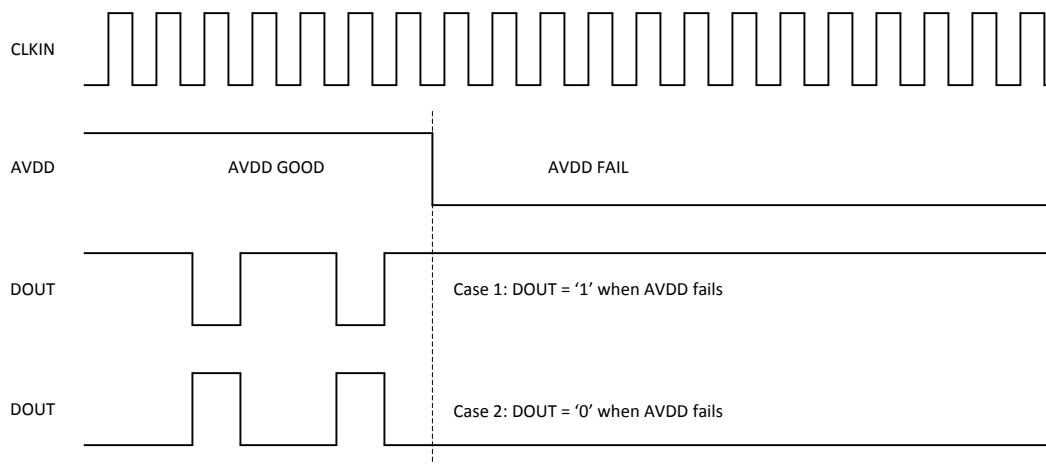 CLKIN
AVDD
AVDD GOOD
AVDD FAIL
DOUT
Case 1: DOUT = ‘1’ when AVDD fails
DOUT
Case 2: DOUT = ‘0’ when AVDD fails